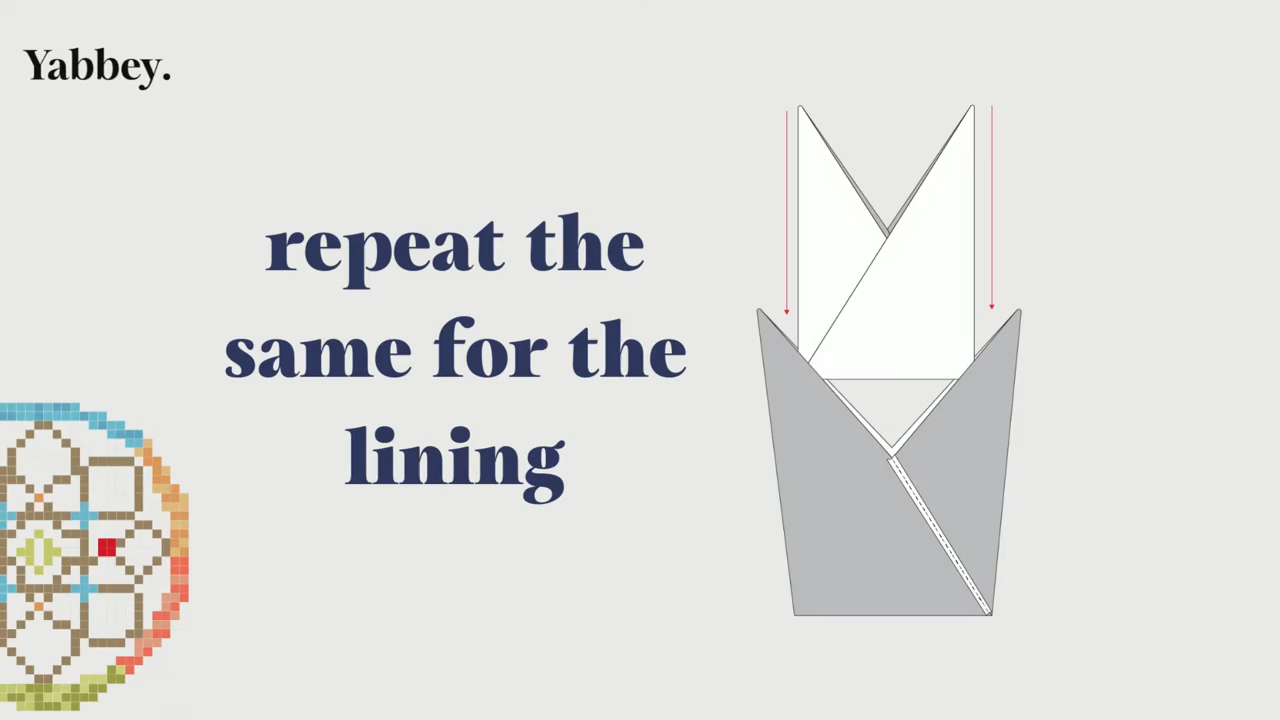 Yabbey.
repeat the
same for the
lining